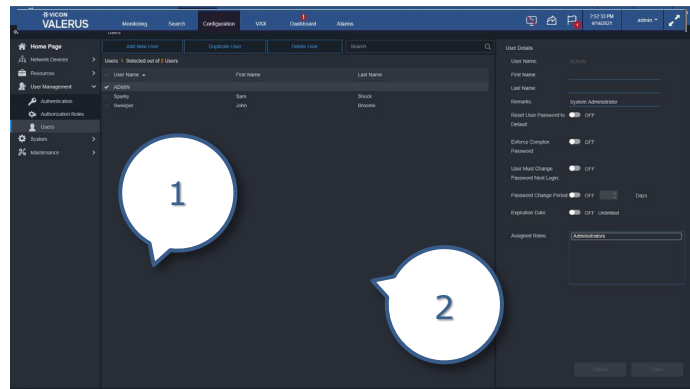 VICON
VALERUS
Monitoring
Search
Configuration
VAX
Dashboard
Alarms
2:52:33 PM
4/14/2021
admin
Home Page
Network Devices
Resources
User Management
Authentication
Authorization Roles
Users
System
Maintenance
Users
Add New User
Duplicate User
Delete User
Search
Users 1 Selected out of 3 Users
User Name First Name Last Name
ADMIN
Sparky Sam Shock
Sweeper John Broome
User Details
User Name: ADMIN
First Name:
Last Name:
Remarks: System Administrator
Reset User Password to OFF
Default:
Enforce Complex OFF
Password:
User Must Change OFF
Password Next Login:
Password Change Period OFF Days
Expiration Date: OFF Unlimited
Assigned Roles: Administrators
Save
1
2